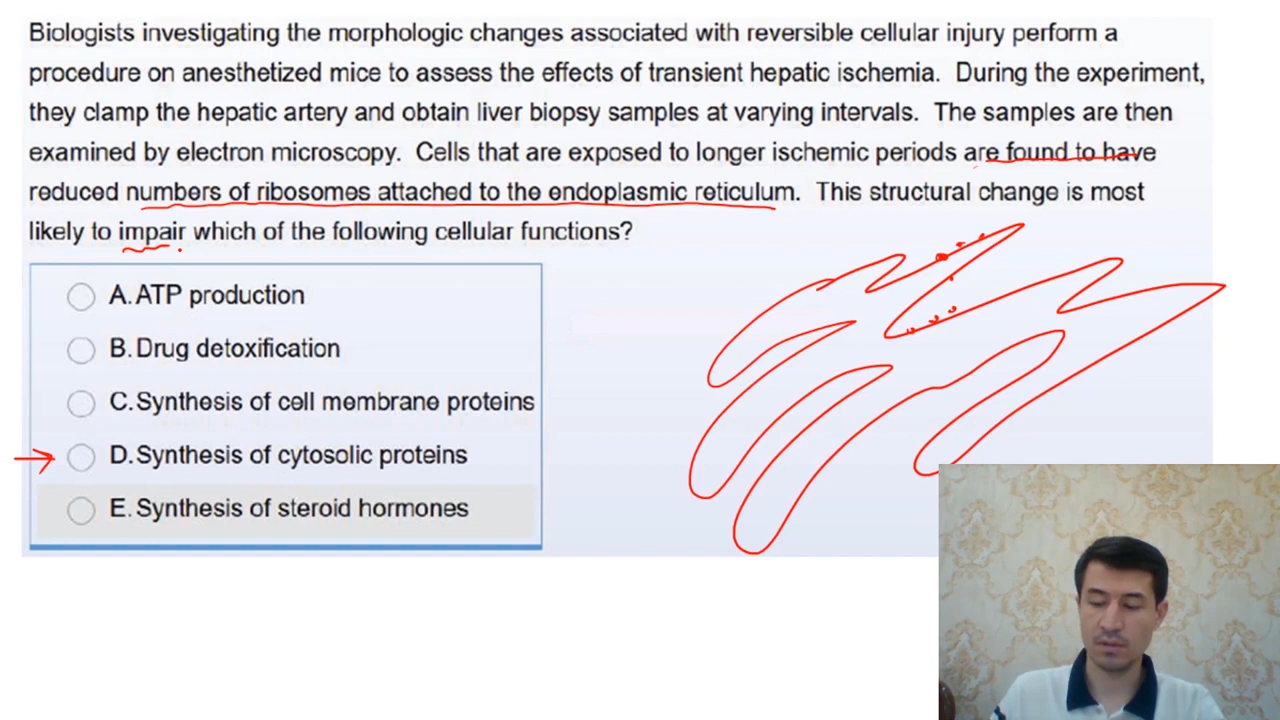 Biologists investigating the morphologic changes associated with reversible cellular injury perform a
procedure on anesthetized mice to assess the effects of transient hepatic ischemia. During the experiment,
they clamp the hepatic artery and obtain liver biopsy samples at varying intervals. The samples are then
examined by electron microscopy. Cells that are exposed to longer ischemic periods are found to have
reduced numbers of ribosomes attached to the endoplasmic reticulum. This structural change is most
likely to impair which of the following cellular functions?
A. ATP production
B. Drug detoxification
C. Synthesis of cell membrane proteins
D. Synthesis of cytosolic proteins
E. Synthesis of steroid hormones